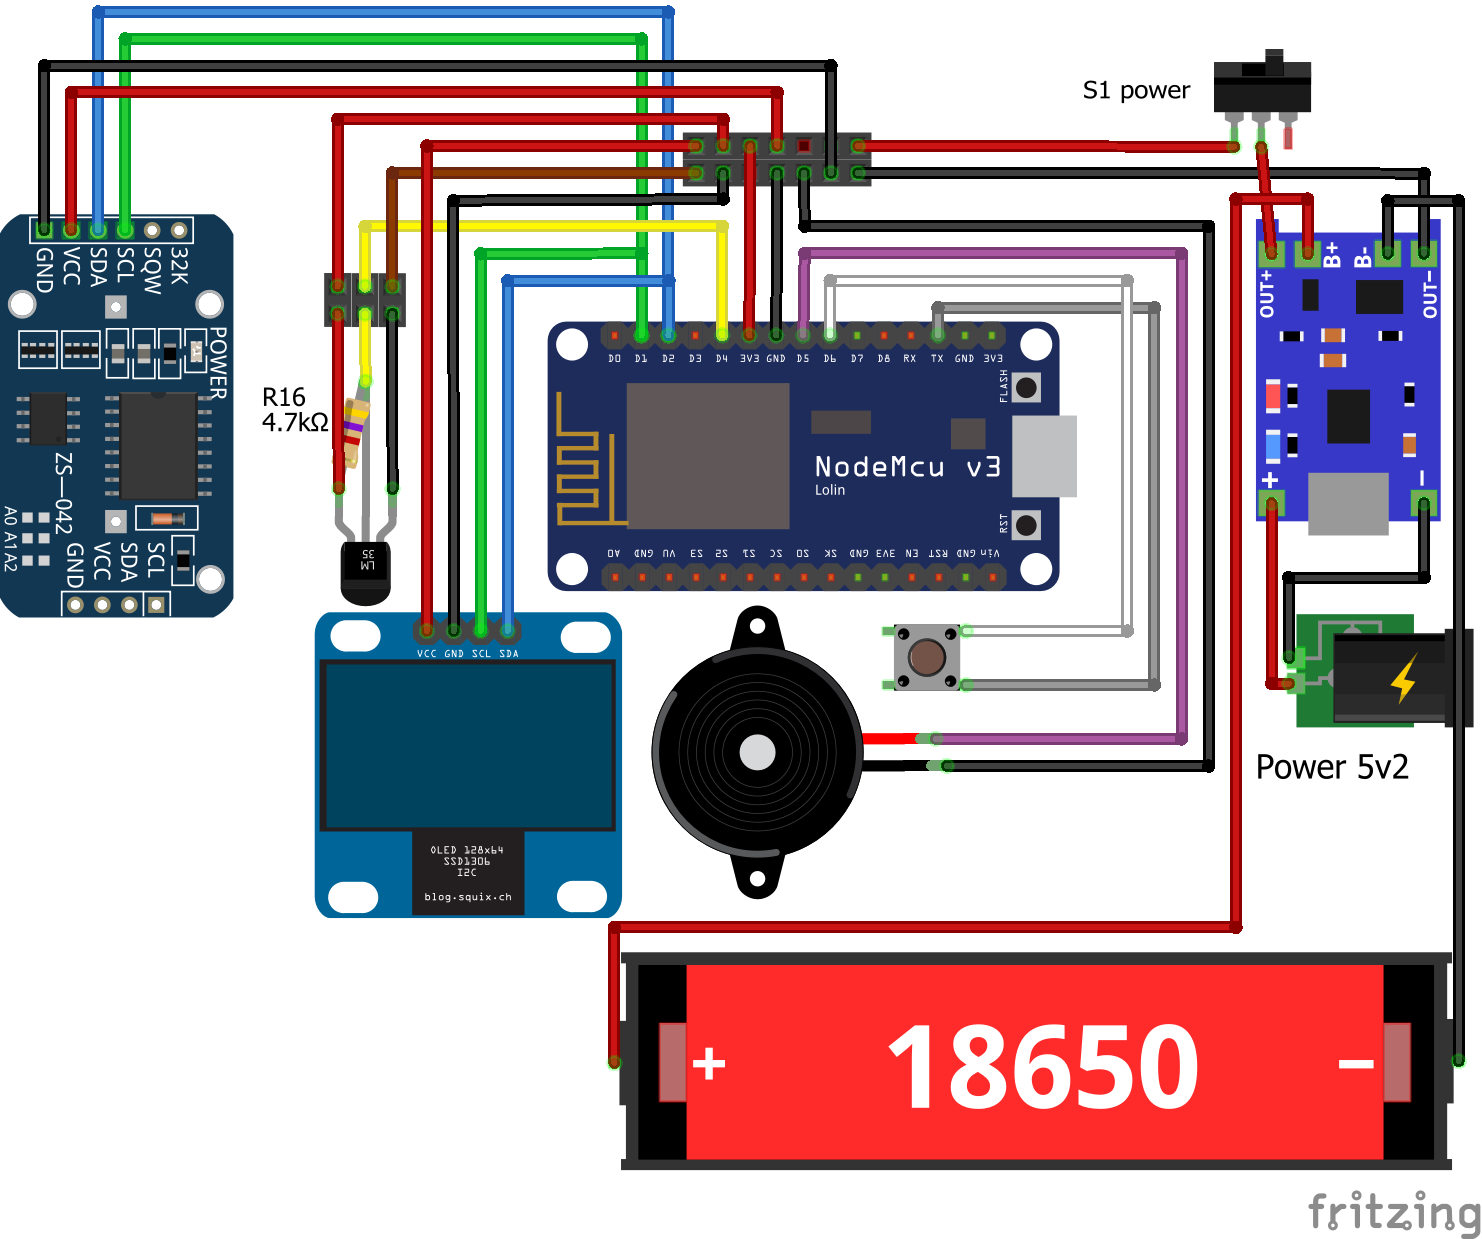 S1 power
GND
VCC
SDA
SCL
SQW
32K
POWER
ZS—042
A0 A1A2
GND
VCC
SDA
SCL
R16
4.7kΩ
LM
35
D0 D1 D2 D3 D4 3V3 GND D5 D6 D7 D8 RX TX GND 3V3
FLASH
NodeMcu v3
Lolin
RST
A0 GND VU S3 S2 S1 SC SO SK GND 3V3 EN RST GND Vin
OUT+
B+
B-
OUT-
+
-
VCC GND SCL SDA
OLED 128x64
SSD1306
I2C
blog.squix.ch
Power 5v2
+ 18650 -
fritzing